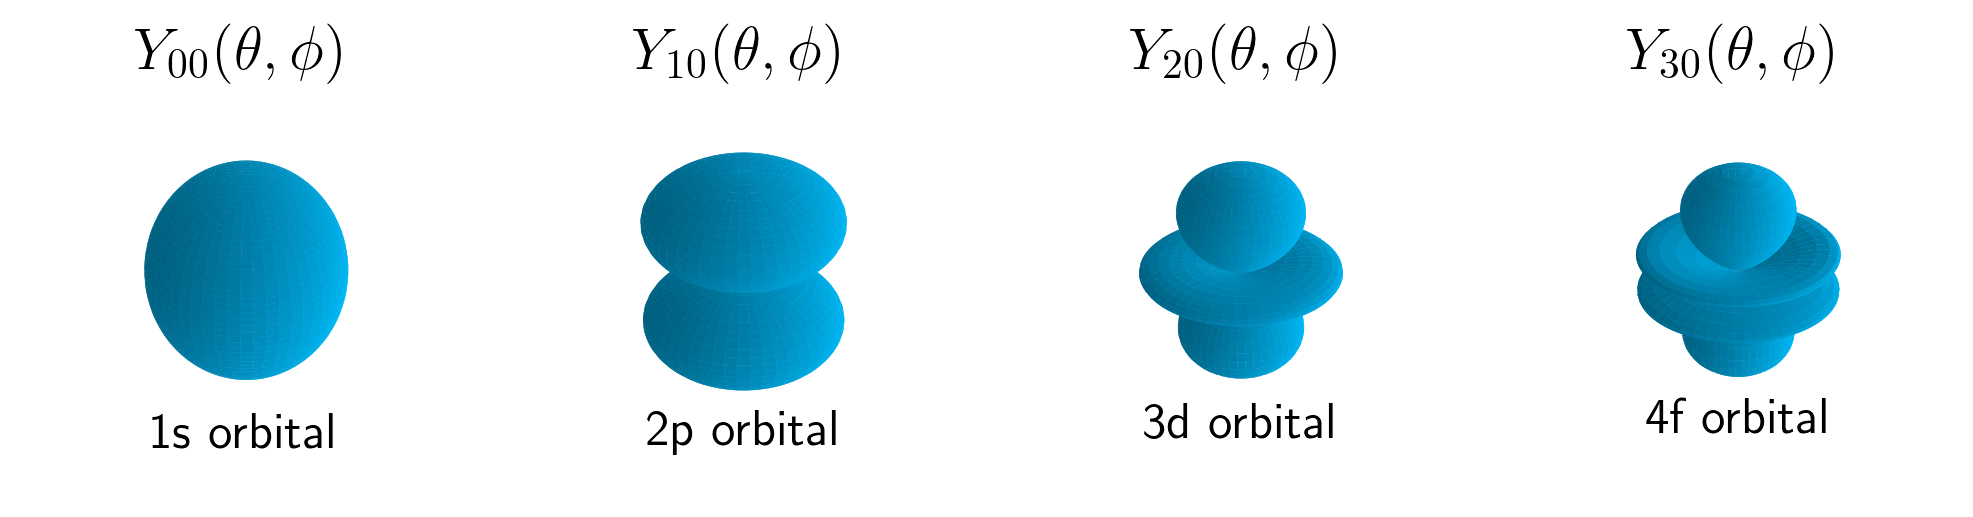 Y₀₀(θ, ϕ) Y₁₀(θ, ϕ) Y₂₀(θ, ϕ) Y₃₀(θ, ϕ)
1s orbital 2p orbital 3d orbital 4f orbital